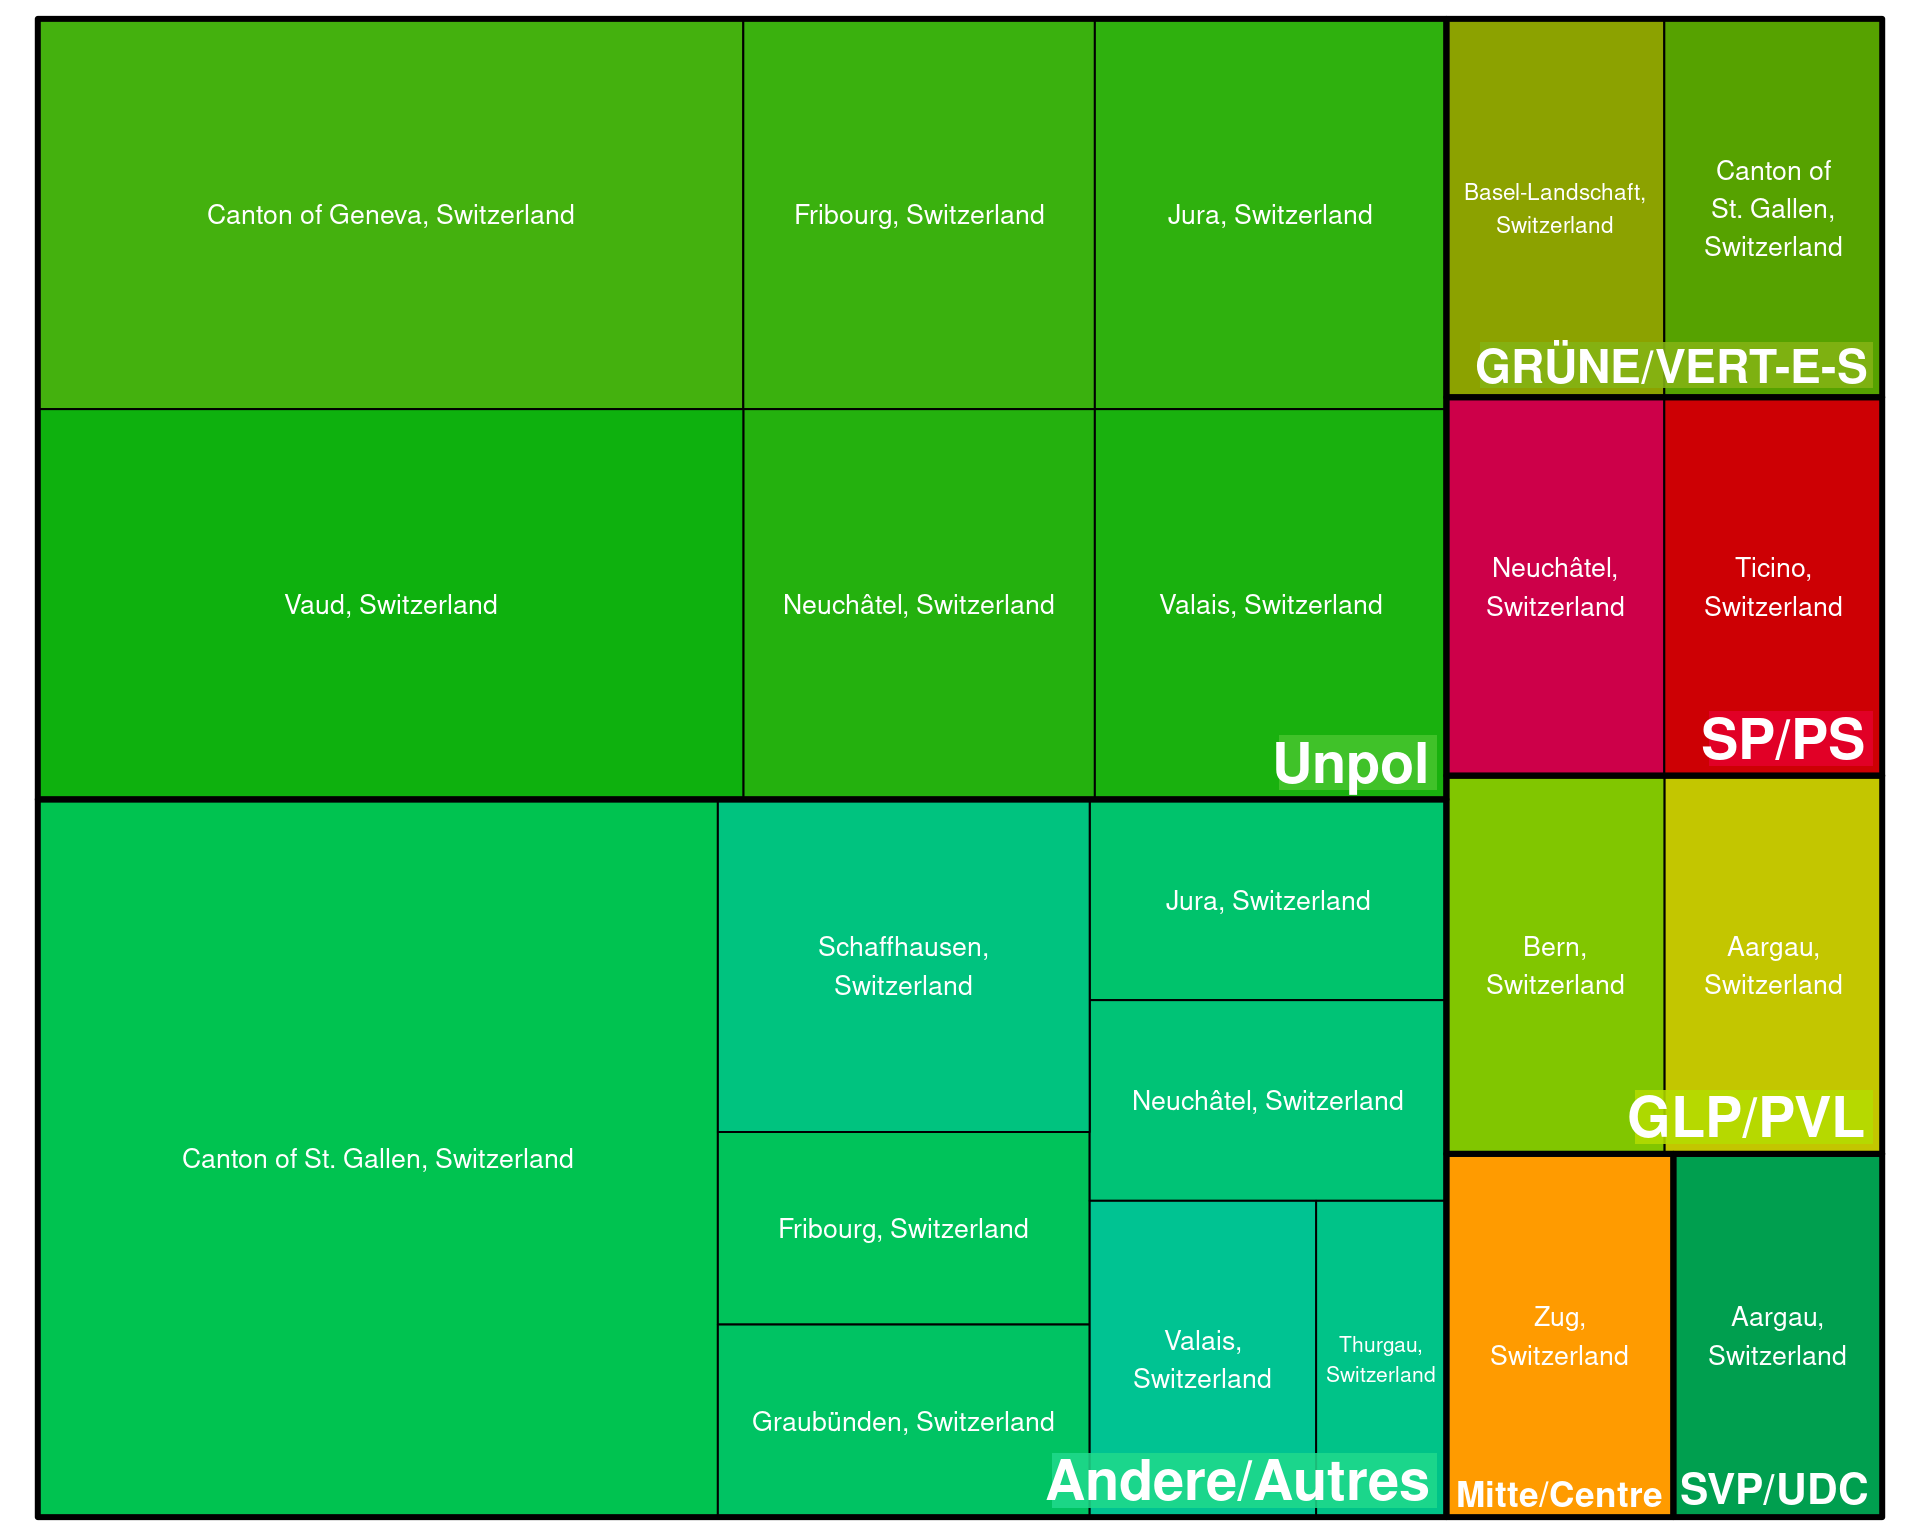 Canton of Geneva, Switzerland
Fribourg, Switzerland
Jura, Switzerland
Vaud, Switzerland
Neuchâtel, Switzerland
Valais, Switzerland
Unpol
Canton of St. Gallen, Switzerland
Schaffhausen,
Switzerland
Fribourg, Switzerland
Graubünden, Switzerland
Jura, Switzerland
Neuchâtel, Switzerland
Valais,
Switzerland
Thurgau,
Switzerland
Andere/Autres
Basel-Landschaft,
Switzerland
Canton of
St. Gallen,
Switzerland
GRÜNE/VERT-E-S
Neuchâtel,
Switzerland
Ticino,
Switzerland
SP/PS
Bern,
Switzerland
Aargau,
Switzerland
GLP/PVL
Zug,
Switzerland
Mitte/Centre
Aargau,
Switzerland
SVP/UDC